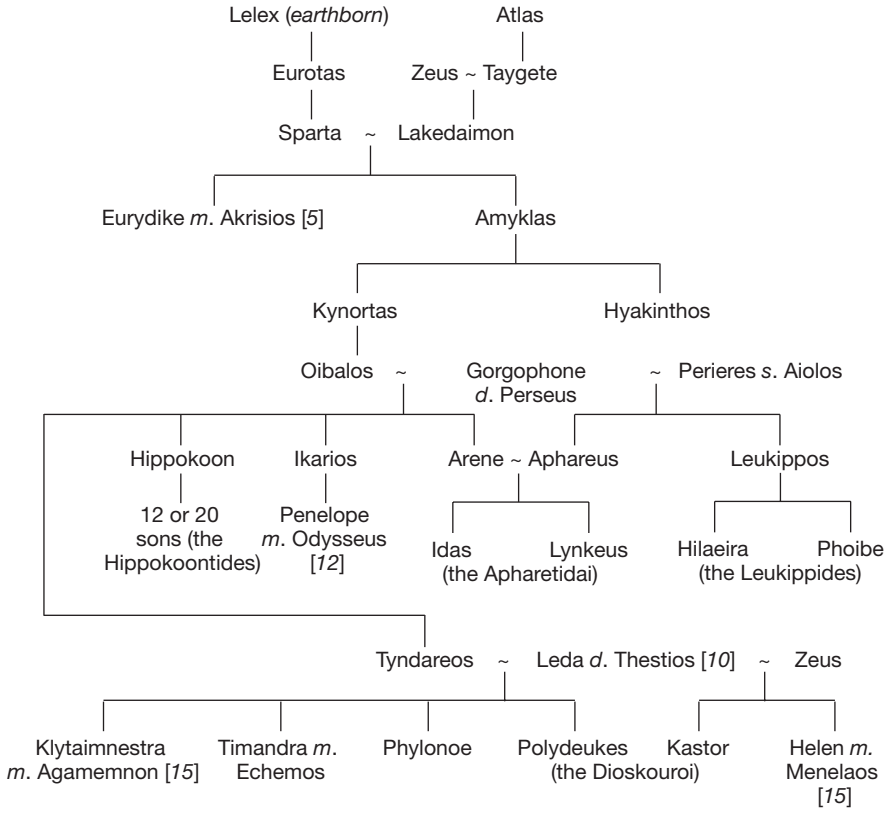 Lelex (earthborn) Atlas
Eurotas Zeus ~ Taygete
Sparta ~ Lakedaimon
Eurydike m. Akrisios [5] Amyklas
Kynortas Hyakinthos
Oibalos ~ Gorgophone ~ Perieres s. Aiolos
d. Perseus
Hippokoon Ikarios Arene ~ Aphareus Leukippos
12 or 20 Penelope
sons (the m. Odysseus Idas Lynkeus Hilaeira Phoibe
Hippokoontides) [12] (the Apharetidai) (the Leukippides)
Tyndareos ~ Leda d. Thestios [10] ~ Zeus
Klytaimnestra Timandra m. Phylonoe Polydeukes Kastor Helen m.
m. Agamemnon [15] Echemos (the Dioskouroi) Menelaos
[15]